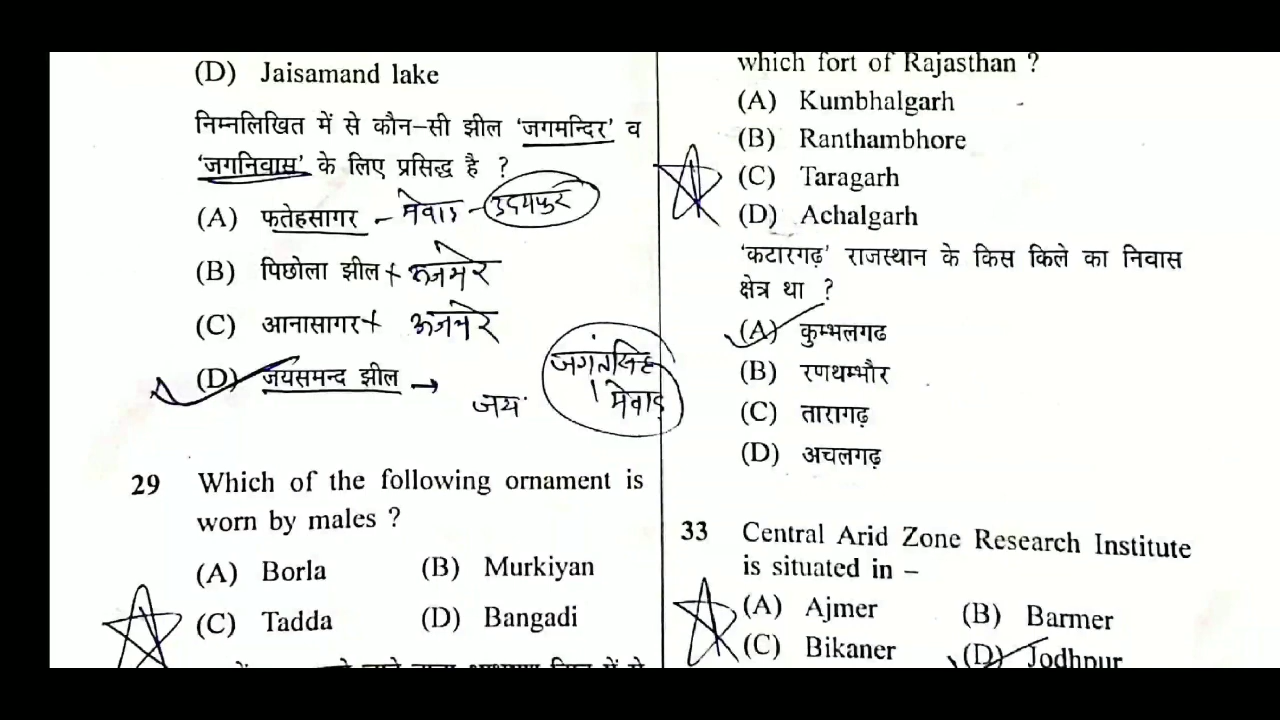 (D) Jaisamand lake
निम्नलिखित में से कौन-सी झील 'जगमन्दिर' व
'जगनिवास' के लिए प्रसिद्ध है ?
(A) फतेहसागर - मेवाड़ - उदयपुर
(B) पिछोला झील + अजमेर
(C) आनासागर + अजमेर
(D) जयसमन्द झील →
जगतसिंह
मेवाड़
जय
29 Which of the following ornament is
worn by males ?
(A) Borla (B) Murkiyan
(C) Tadda (D) Bangadi
which fort of Rajasthan ?
(A) Kumbhalgarh
(B) Ranthambhore
(C) Taragarh
(D) Achalgarh
'कटारगढ़' राजस्थान के किस किले का निवास
क्षेत्र था ?
(A) कुम्भलगढ
(B) रणथम्भौर
(C) तारागढ़
(D) अचलगढ़
33 Central Arid Zone Research Institute
is situated in –
(A) Ajmer (B) Barmer
(C) Bikaner (D) Jodhpur